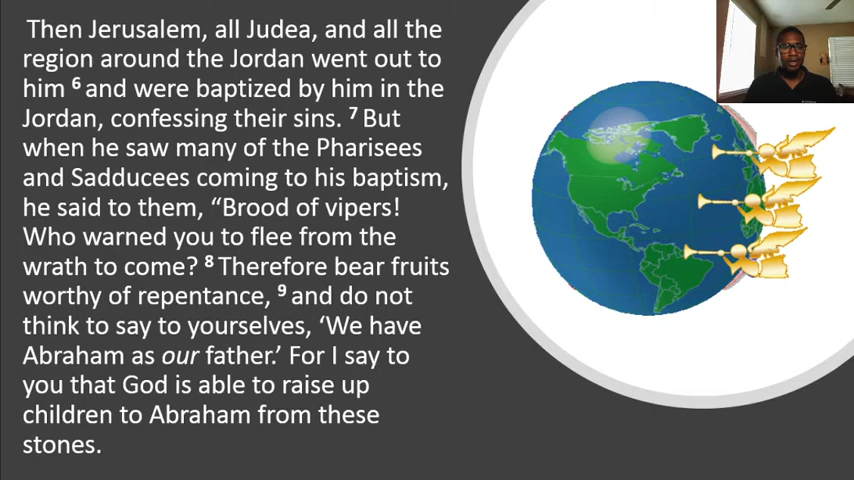 Then Jerusalem, all Judea, and all the
region around the Jordan went out to
him 6 and were baptized by him in the
Jordan, confessing their sins. 7 But
when he saw many of the Pharisees
and Sadducees coming to his baptism,
he said to them, “Brood of vipers!
Who warned you to flee from the
wrath to come? 8 Therefore bear fruits
worthy of repentance, 9 and do not
think to say to yourselves, ‘We have
Abraham as our father.’ For I say to
you that God is able to raise up
children to Abraham from these
stones.